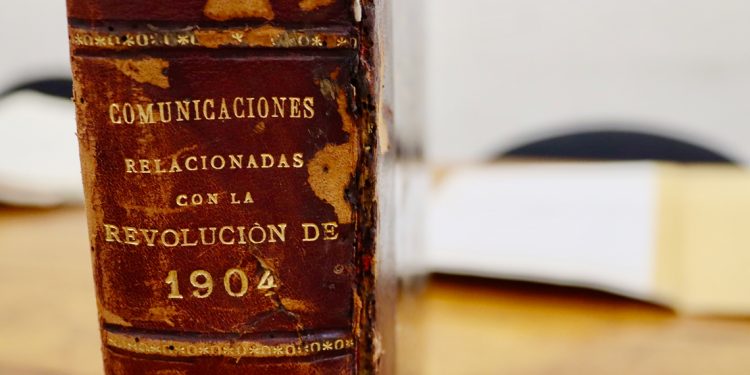 COMUNICACIONES
RELACIONADAS
CON LA
REVOLUCIÒN DE
1904